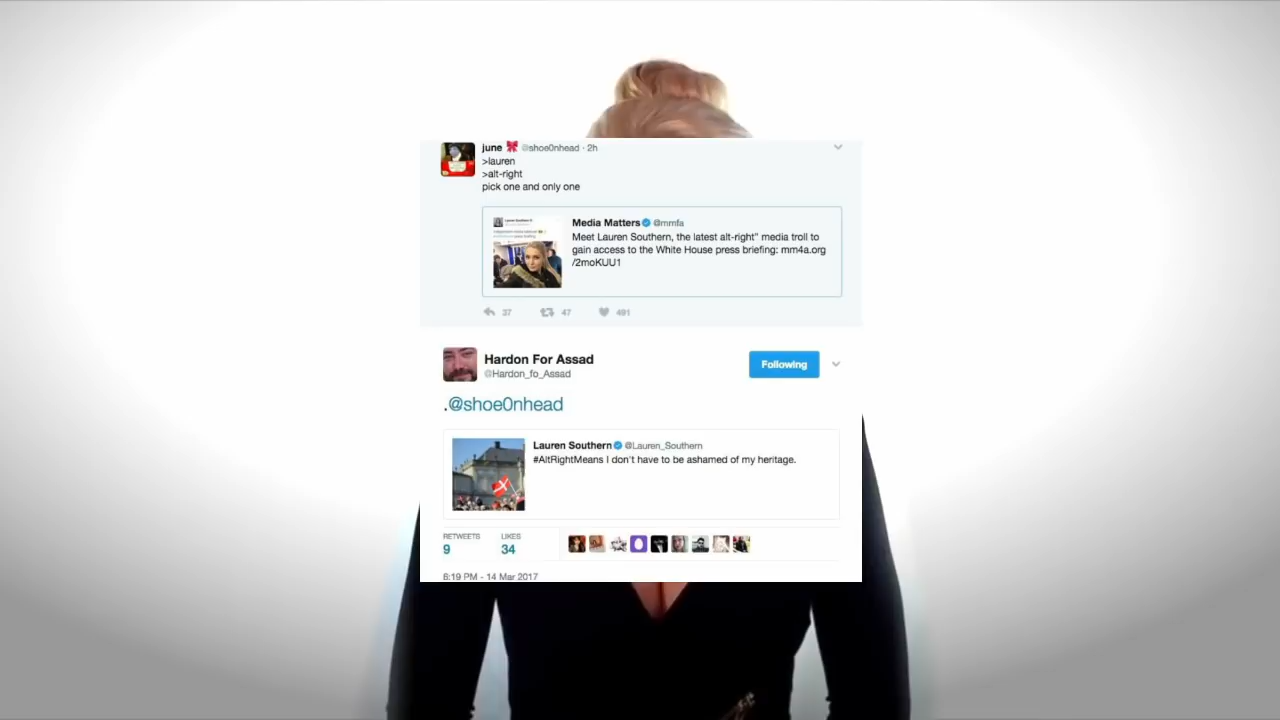 june @shoe0nhead · 2h
>lauren
>alt-right
pick one and only one
Media Matters @mmfa
Meet Lauren Southern, the latest alt-right" media troll to
gain access to the White House press briefing: mm4a.org
/2moKUU1
37 47 491
Hardon For Assad
@Hardon_fo_Assad
Following
.@shoe0nhead
Lauren Southern @Lauren_Southern
#AltRightMeans I don't have to be ashamed of my heritage.
RETWEETS LIKES
9 34
6:19 PM - 14 Mar 2017